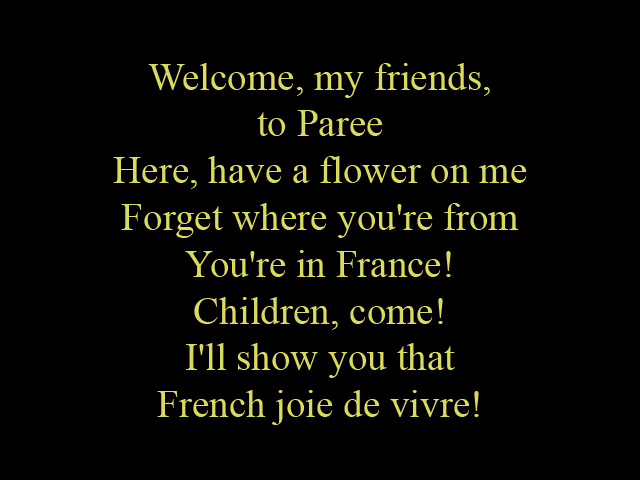 Welcome, my friends,
to Paree
Here, have a flower on me
Forget where you're from
You're in France!
Children, come!
I'll show you that
French joie de vivre!